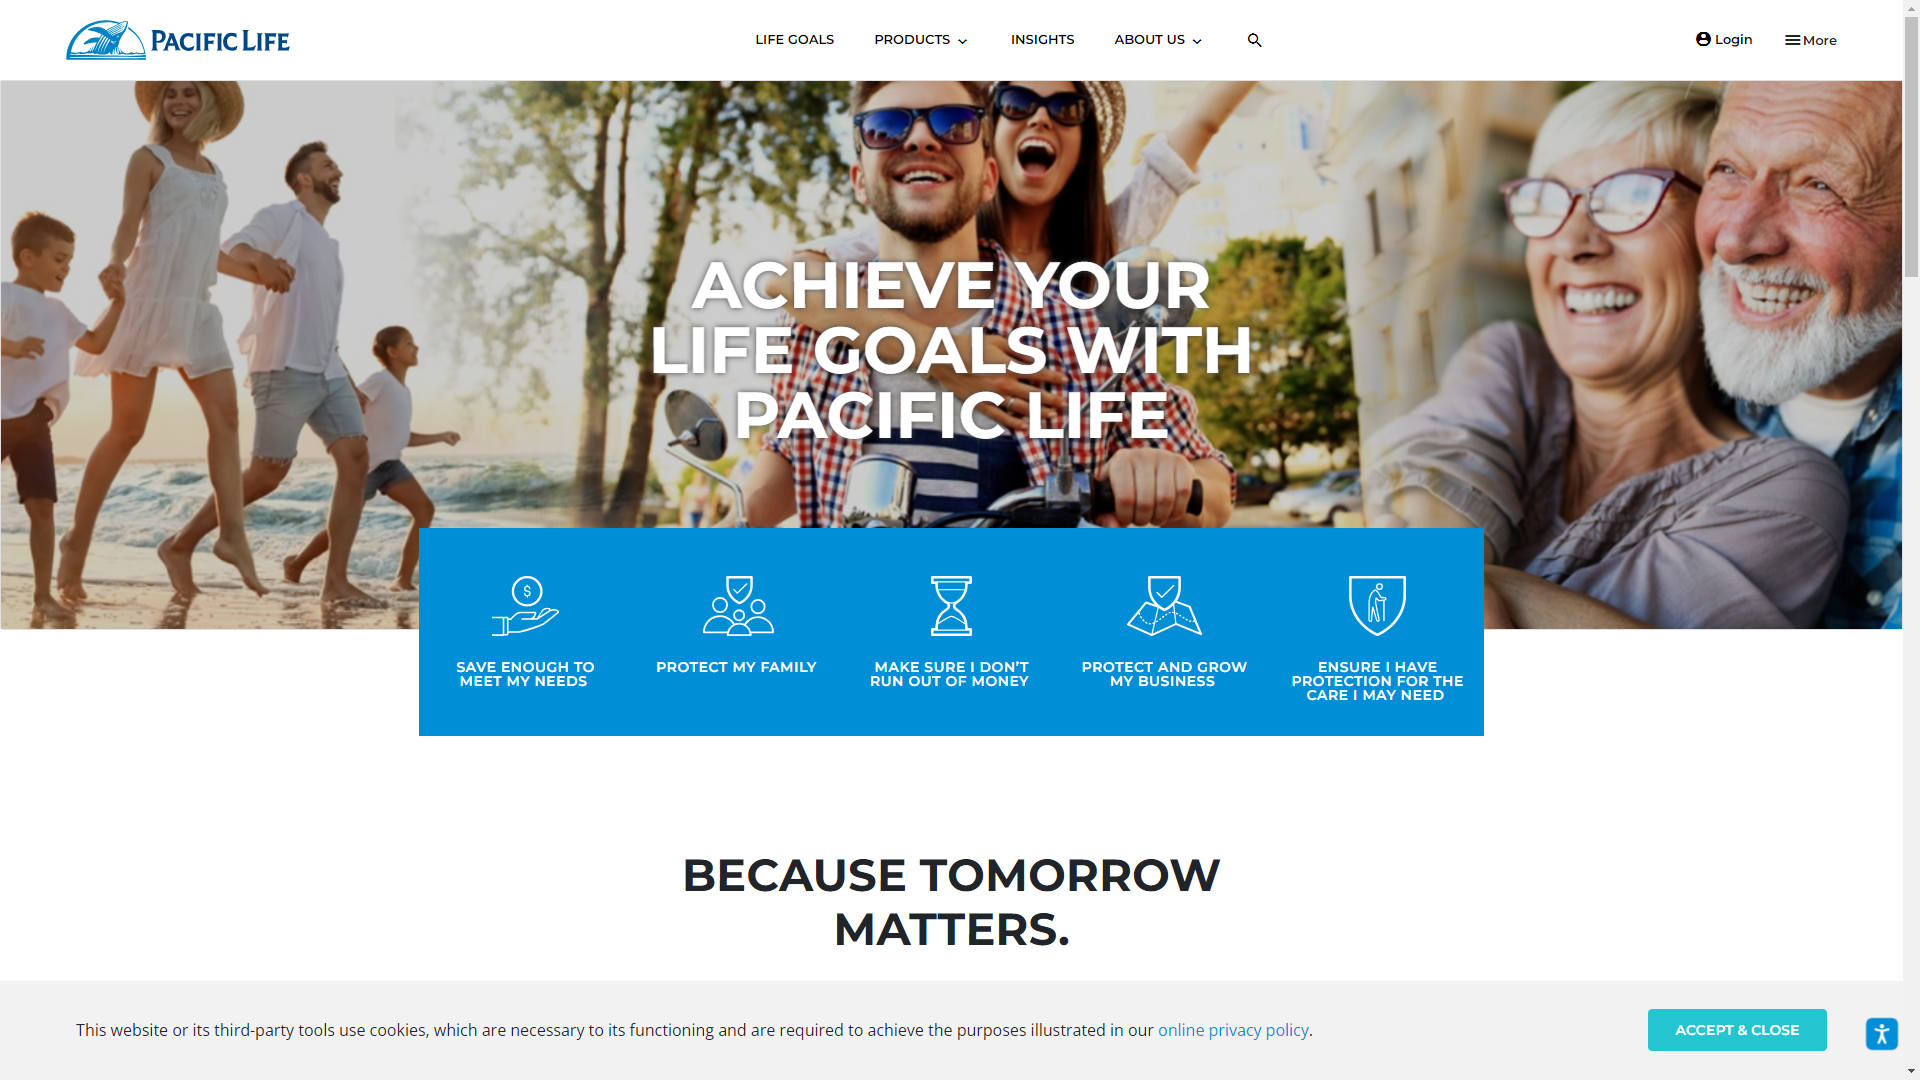 PACIFIC LIFE
LIFE GOALS
PRODUCTS
INSIGHTS
ABOUT US
Login
More
ACHIEVE YOUR
LIFE GOALS WITH
PACIFIC LIFE
SAVE ENOUGH TO
MEET MY NEEDS
PROTECT MY FAMILY
MAKE SURE I DON’T
RUN OUT OF MONEY
PROTECT AND GROW
MY BUSINESS
ENSURE I HAVE
PROTECTION FOR THE
CARE I MAY NEED
BECAUSE TOMORROW
MATTERS.
This website or its third-party tools use cookies, which are necessary to its functioning and are required to achieve the purposes illustrated in our online privacy policy.
ACCEPT & CLOSE